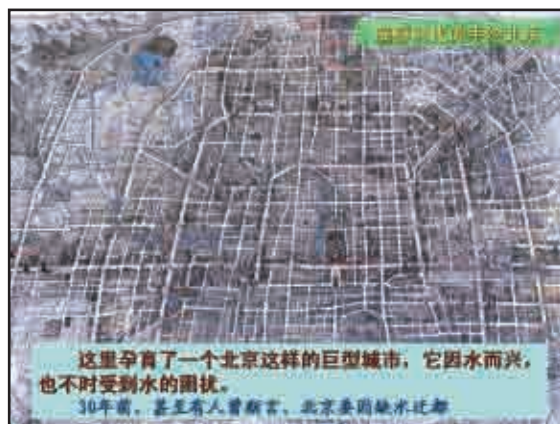 这里孕育了一个北京这样的巨型城市，它因水而兴，
也不时受到水的困扰。
30年前，甚至有人曾断言，北京要因缺水迁都